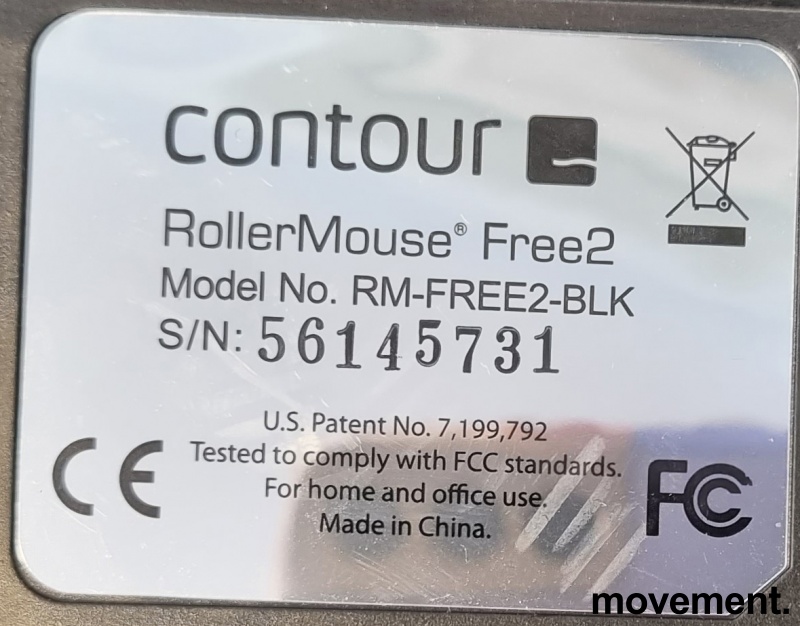 contour
RollerMouse® Free2
Model No. RM-FREE2-BLK
S/N: 56145731
U.S. Patent No. 7,199,792
Tested to comply with FCC standards.
For home and office use.
Made in China.
CE
FC
movement.